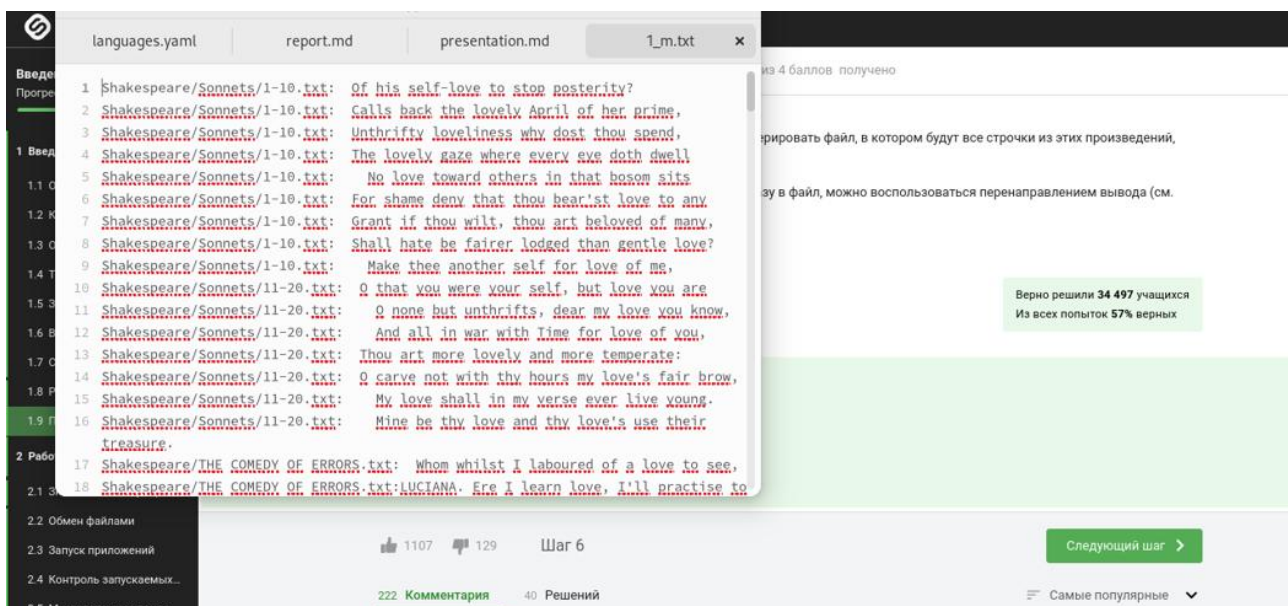 languages.yaml report.md presentation.md 1_m.txt ×
1 Shakespeare/Sonnets/1-10.txt: Of his self-love to stop posterity?
2 Shakespeare/Sonnets/1-10.txt: Calls back the lovely April of her prime,
3 Shakespeare/Sonnets/1-10.txt: Unthrifty loveliness why dost thou spend,
4 Shakespeare/Sonnets/1-10.txt: The lovely gaze where every eye doth dwell
5 Shakespeare/Sonnets/1-10.txt: No love toward others in that bosom sits
6 Shakespeare/Sonnets/1-10.txt: For shame deny that thou bear'st love to any
7 Shakespeare/Sonnets/1-10.txt: Grant if thou wilt, thou art beloved of many,
8 Shakespeare/Sonnets/1-10.txt: Shall hate be fairer lodged than gentle love?
9 Shakespeare/Sonnets/1-10.txt: Make thee another self for love of me,
10 Shakespeare/Sonnets/11-20.txt: O that you were your self, but love you are
11 Shakespeare/Sonnets/11-20.txt: O none but unthrifts, dear my love you know,
12 Shakespeare/Sonnets/11-20.txt: And all in war with Time for love of you,
13 Shakespeare/Sonnets/11-20.txt: Thou art more lovely and more temperate:
14 Shakespeare/Sonnets/11-20.txt: O carve not with thy hours my love's fair brow,
15 Shakespeare/Sonnets/11-20.txt: My love shall in my verse ever live young.
16 Shakespeare/Sonnets/11-20.txt: Mine be thy love and thy love's use their
treasure.
17 Shakespeare/THE COMEDY OF ERRORS.txt: Whom whilst I laboured of a love to see,
18 Shakespeare/THE COMEDY OF ERRORS.txt:LUCIANA. Ere I learn love, I'll practise to
Введе
Прогре
1 Введ
1.1 О
1.2 К
1.3 О
1.4 Т
1.5 З
1.6 В
1.7 О
1.8 Р
1.9 П
2 Рабо
2.1 З
2.2 Обмен файлами
2.3 Запуск приложений
2.4 Контроль запускаемых...
из 4 баллов получено
ерировать файл, в котором будут все строчки из этих произведений,
зу в файл, можно воспользоваться перенаправлением вывода (см.
Верно решили 34 497 учащихся
Из всех попыток 57% верных
1107 129 Шаг 6
Следующий шаг
222 Комментария 40 Решений
Самые популярные